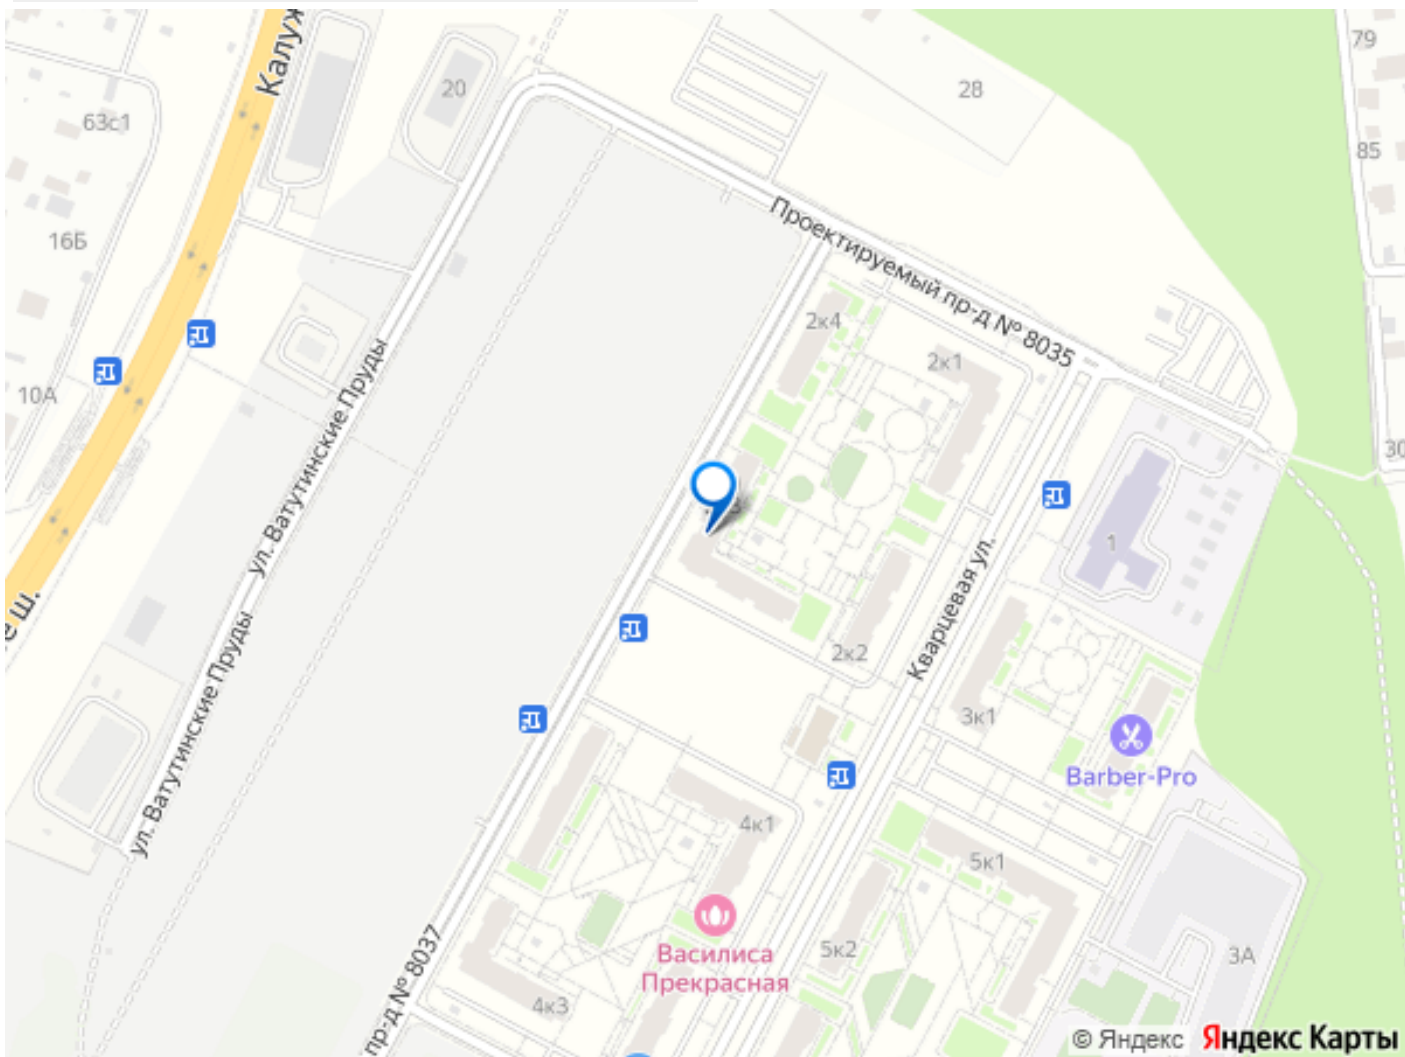 79
Калуж
20
28
63с1
85
16Б
Проектируемый пр-д № 8035
2к4
2к1
10А
ул. Ватутинские Пруды
30
1
Кварцевая ул.
е ш.
ул. Ватутинские Пруды
2к2
3к1
Barber-Pro
4к1
5к1
Василиса
Прекрасная
5к2
3А
пр-д № 8037
4к3
© Яндекс Яндекс Карты